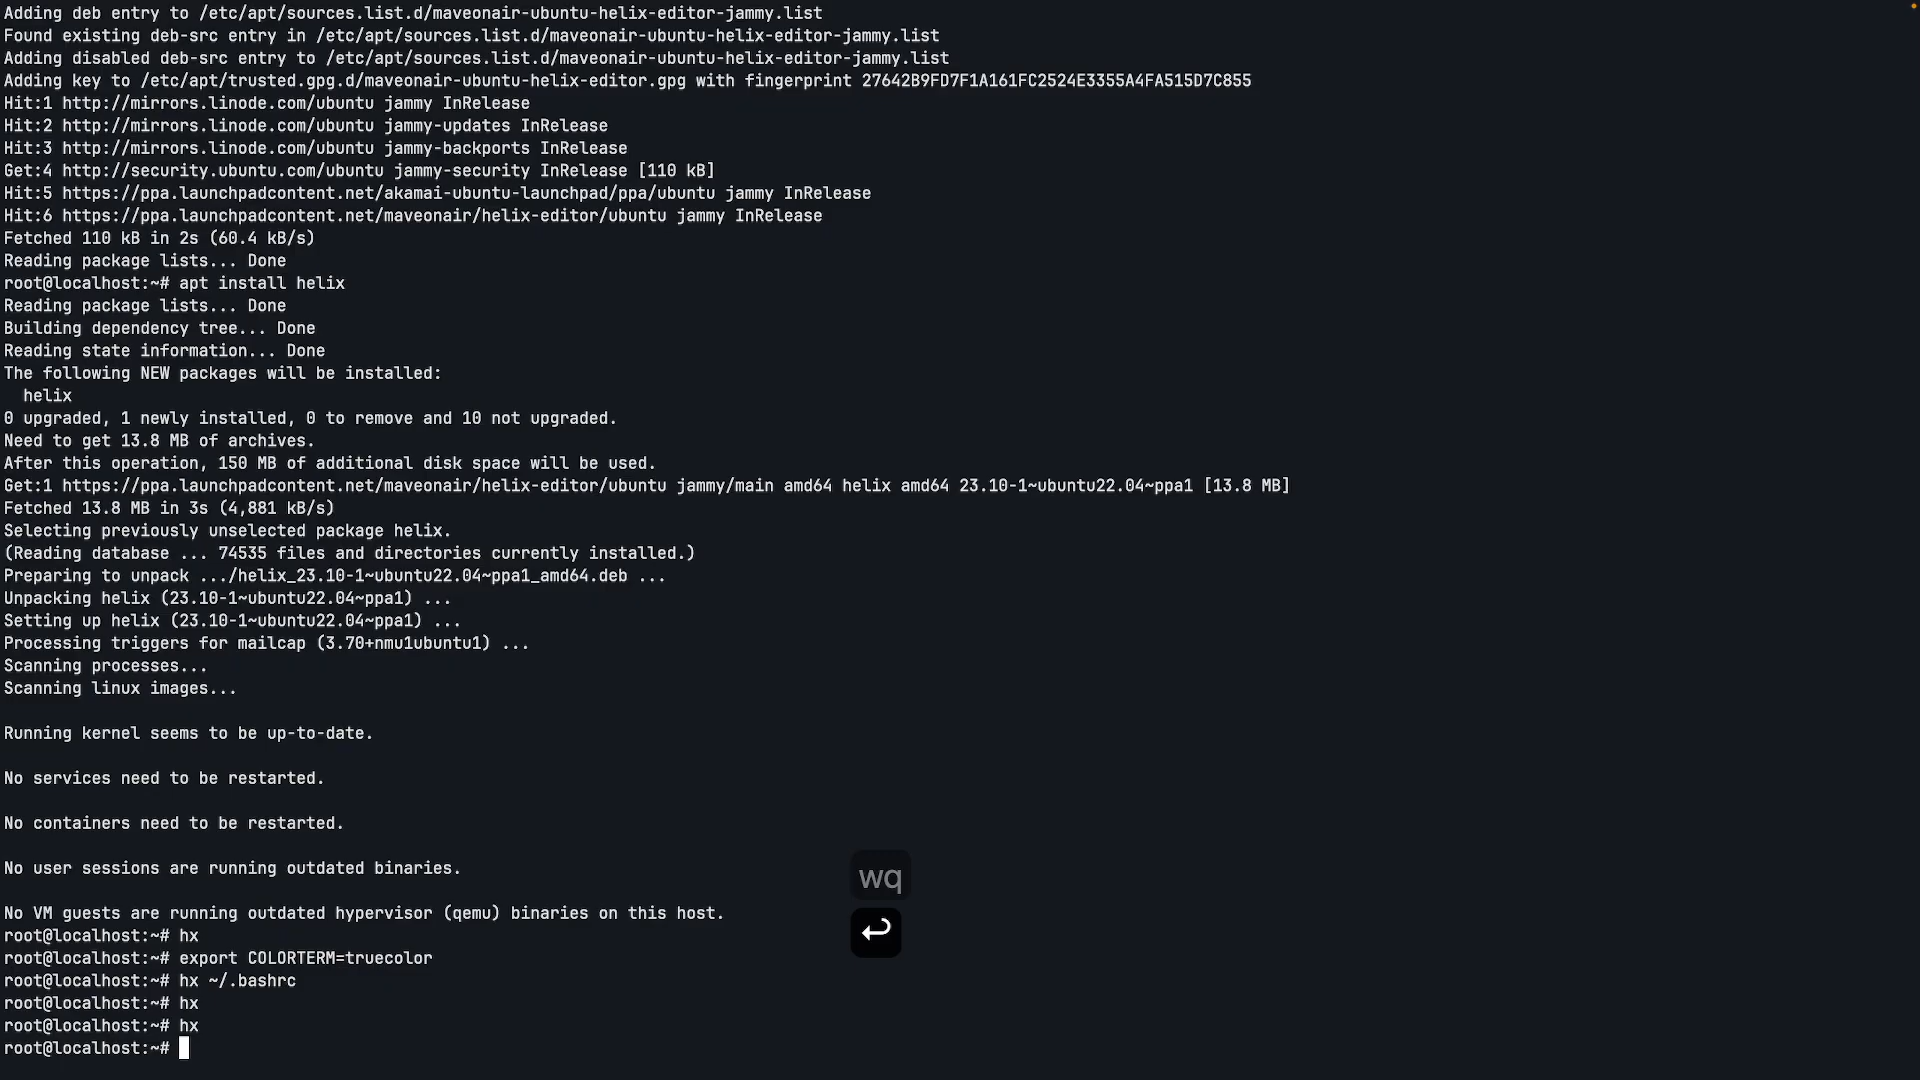 Adding deb entry to /etc/apt/sources.list.d/maveonair-ubuntu-helix-editor-jammy.list
Found existing deb-src entry in /etc/apt/sources.list.d/maveonair-ubuntu-helix-editor-jammy.list
Adding disabled deb-src entry to /etc/apt/sources.list.d/maveonair-ubuntu-helix-editor-jammy.list
Adding key to /etc/apt/trusted.gpg.d/maveonair-ubuntu-helix-editor.gpg with fingerprint 27642B9FD7F1A161FC2524E3355A4FA515D7C855
Hit:1 http://mirrors.linode.com/ubuntu jammy InRelease
Hit:2 http://mirrors.linode.com/ubuntu jammy-updates InRelease
Hit:3 http://mirrors.linode.com/ubuntu jammy-backports InRelease
Get:4 http://security.ubuntu.com/ubuntu jammy-security InRelease [110 kB]
Hit:5 https://ppa.launchpadcontent.net/akamai-ubuntu-launchpad/ppa/ubuntu jammy InRelease
Hit:6 https://ppa.launchpadcontent.net/maveonair/helix-editor/ubuntu jammy InRelease
Fetched 110 kB in 2s (60.4 kB/s)
Reading package lists... Done
root@localhost:~# apt install helix
Reading package lists... Done
Building dependency tree... Done
Reading state information... Done
The following NEW packages will be installed:
  helix
0 upgraded, 1 newly installed, 0 to remove and 10 not upgraded.
Need to get 13.8 MB of archives.
After this operation, 150 MB of additional disk space will be used.
Get:1 https://ppa.launchpadcontent.net/maveonair/helix-editor/ubuntu jammy/main amd64 helix amd64 23.10-1~ubuntu22.04~ppa1 [13.8 MB]
Fetched 13.8 MB in 3s (4,881 kB/s)
Selecting previously unselected package helix.
(Reading database ... 74535 files and directories currently installed.)
Preparing to unpack .../helix_23.10-1~ubuntu22.04~ppa1_amd64.deb ...
Unpacking helix (23.10-1~ubuntu22.04~ppa1) ...
Setting up helix (23.10-1~ubuntu22.04~ppa1) ...
Processing triggers for mailcap (3.70+nmu1ubuntu1) ...
Scanning processes...
Scanning linux images...
Running kernel seems to be up-to-date.
No services need to be restarted.
No containers need to be restarted.
No user sessions are running outdated binaries.
wq
No VM guests are running outdated hypervisor (qemu) binaries on this host.
root@localhost:~# hx
root@localhost:~# export COLORTERM=truecolor
root@localhost:~# hx ~/.bashrc
root@localhost:~# hx
root@localhost:~# hx
root@localhost:~#